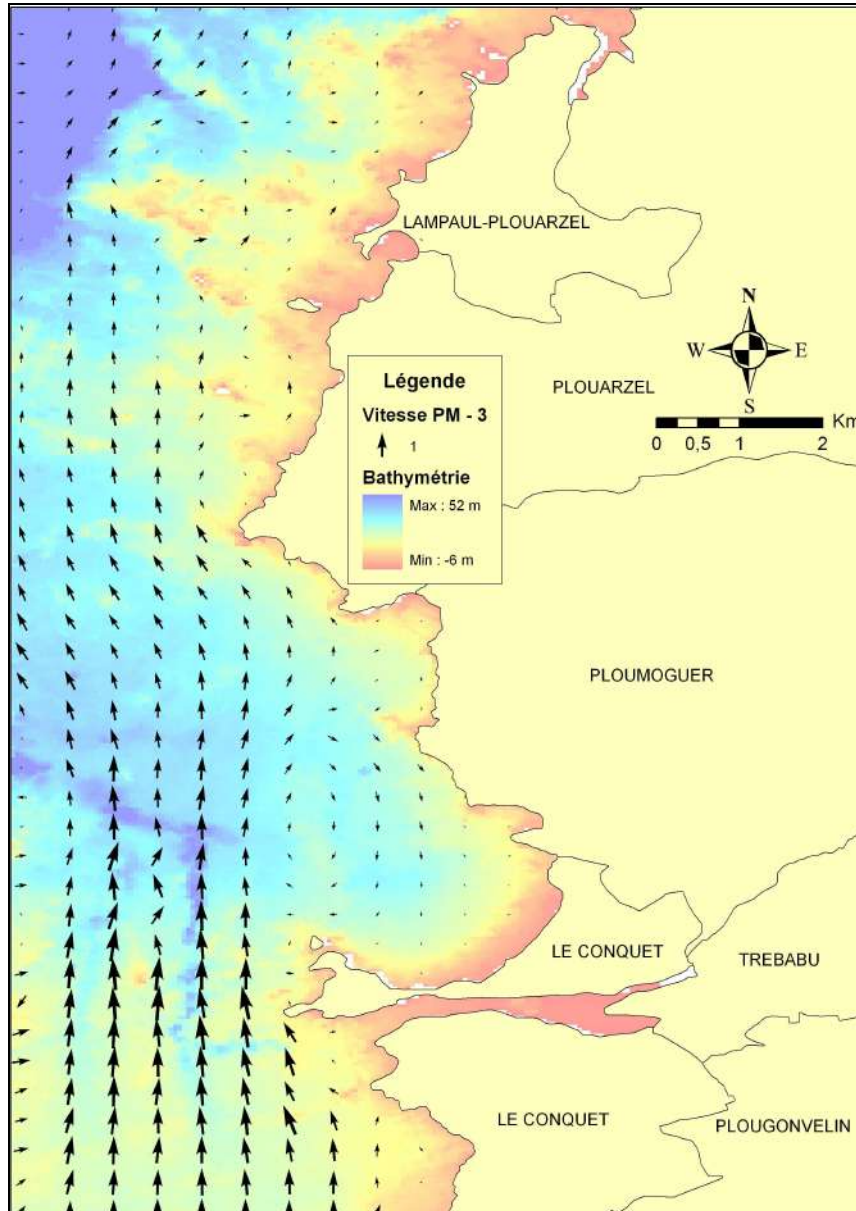 LAMPAUL-PLOUARZEL
N
W E
S
PLOUARZEL
Km
0 0,5 1 2
Légende
Vitesse PM - 3
1
Bathymétrie
Max : 52 m
Min : -6 m
PLOUMOGUER
LE CONQUET
TREBABU
LE CONQUET
PLOUGONVELIN